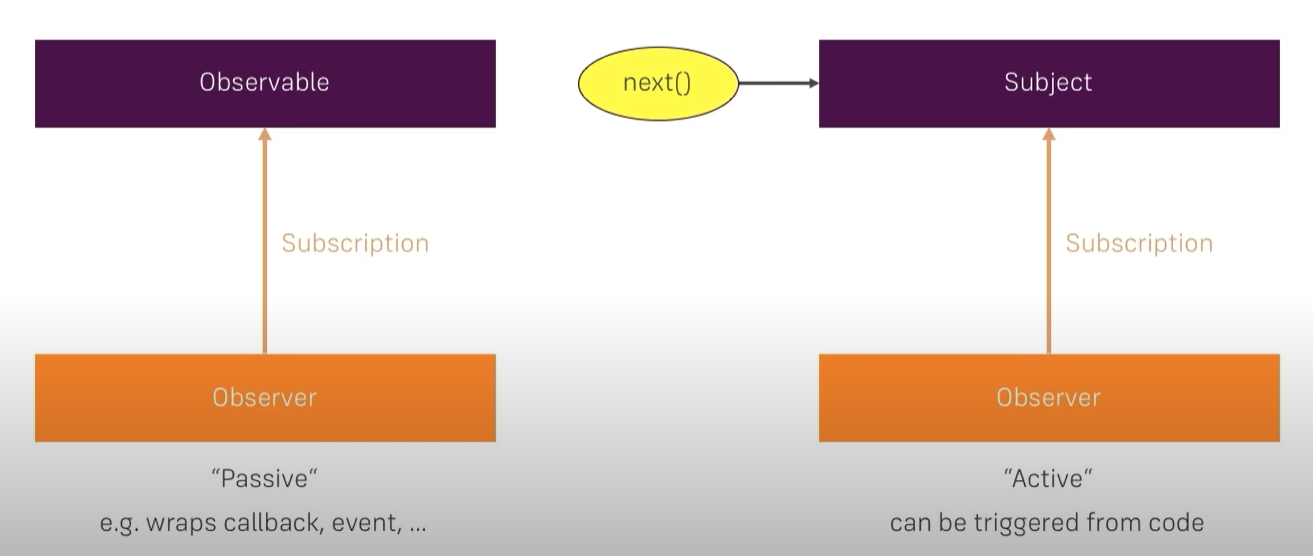 Observable
next()
Subject
Subscription
Subscription
Observer
Observer
“Passive“
“Active“
e.g. wraps callback, event, ...
can be triggered from code